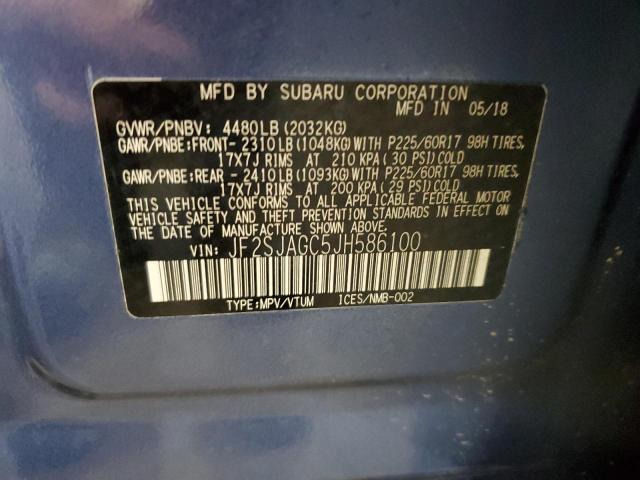 MFD BY SUBARU CORPORATION
MFD IN 05/18
GVWR/PNBV: 4480LB(2032KG)
GAWR/PNBE:FRONT- 2310LB(1048KG)WITH P225/60R17 98H TIRES,
17X7J RIMS AT 210 KPA(30 PSI)COLD
GAWR/PNBE:REAR - 2410LB(1093KG)WITH P225/60R17 98H TIRES,
17X7J RIMS AT 200 KPA(29 PSI)COLD
THIS VEHICLE CONFORMS TO ALL APPLICABLE FEDERAL MOTOR
VEHICLE SAFETY AND THEFT PREVENTION STANDARDS IN EFFECT ON
THE DATE OF MANUFACTURE SHOWN ABOVE.
VIN: JF2SJAGC5JH586100
TYPE:MPV/VTUM ICES/NMB-002